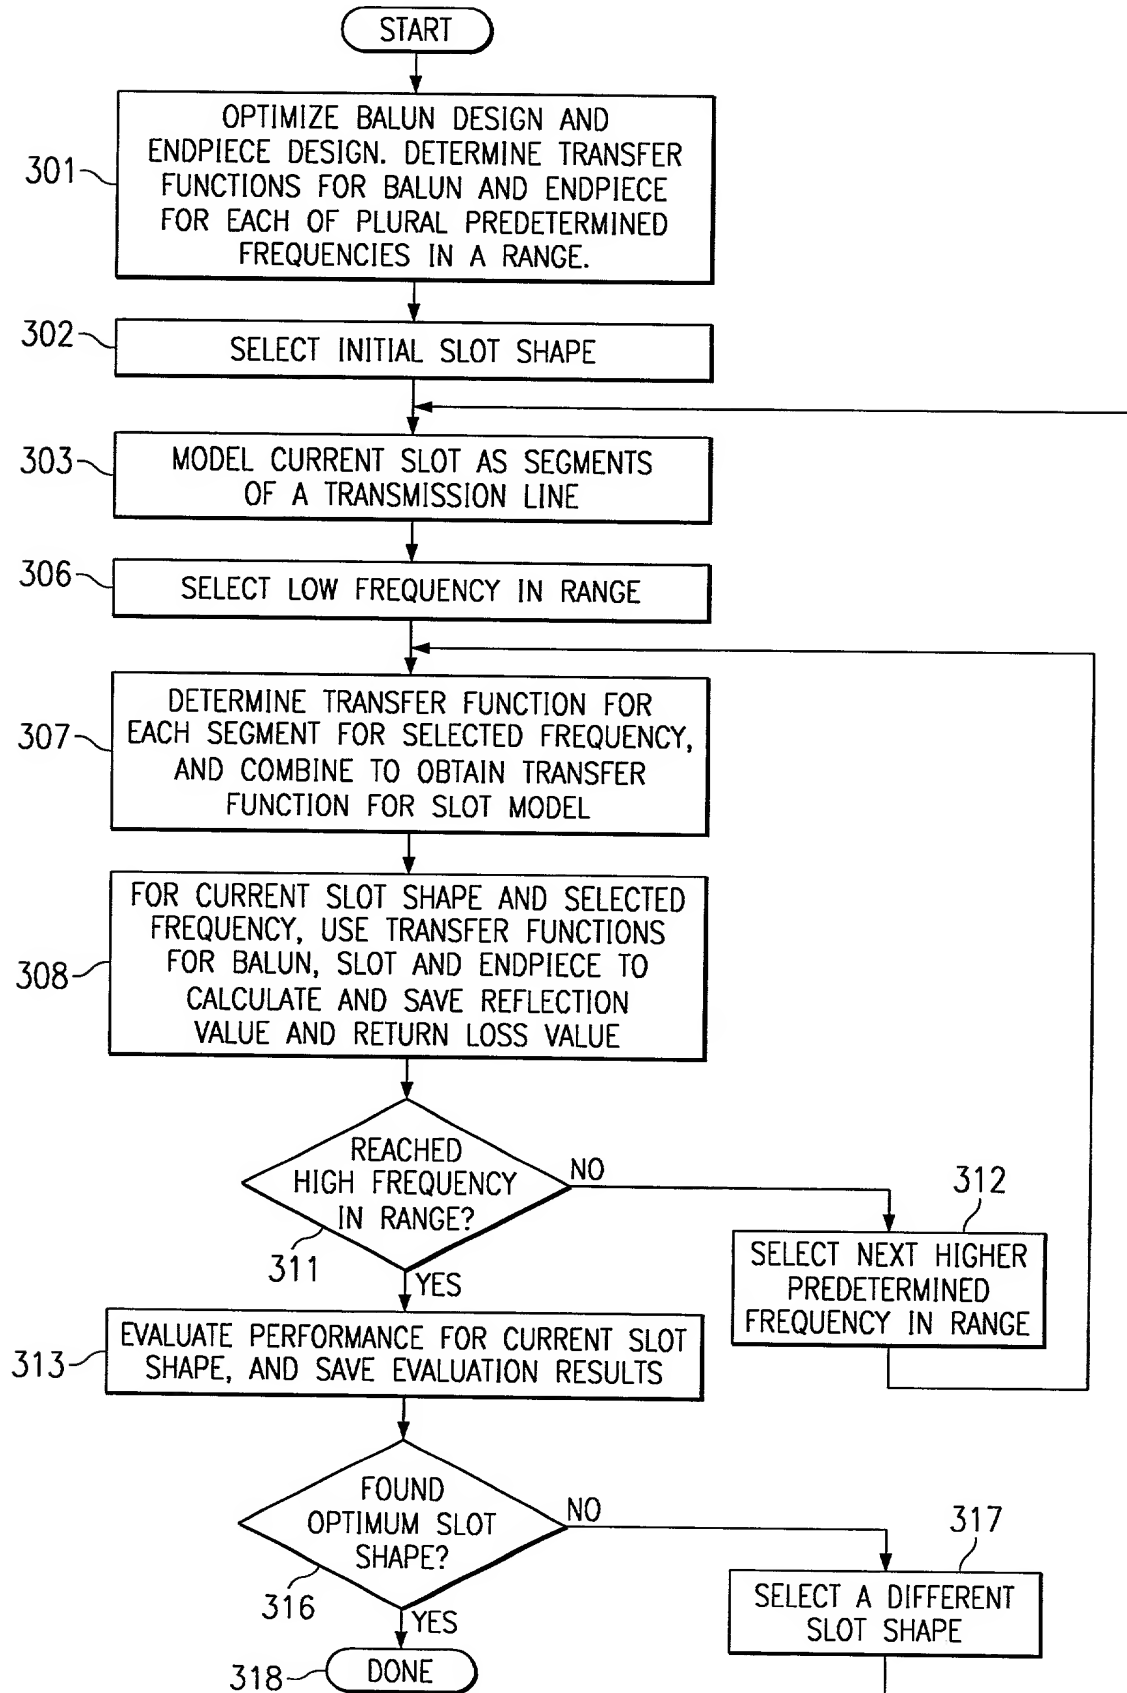 START
OPTIMIZE BALUN DESIGN AND
ENDPIECE DESIGN. DETERMINE TRANSFER
FUNCTIONS FOR BALUN AND ENDPIECE
FOR EACH OF PLURAL PREDETERMINED
FREQUENCIES IN A RANGE.
301
302
SELECT INITIAL SLOT SHAPE
303
MODEL CURRENT SLOT AS SEGMENTS
OF A TRANSMISSION LINE
306
SELECT LOW FREQUENCY IN RANGE
307
DETERMINE TRANSFER FUNCTION FOR
EACH SEGMENT FOR SELECTED FREQUENCY,
AND COMBINE TO OBTAIN TRANSFER
FUNCTION FOR SLOT MODEL
308
FOR CURRENT SLOT SHAPE AND SELECTED
FREQUENCY, USE TRANSFER FUNCTIONS
FOR BALUN, SLOT AND ENDPIECE TO
CALCULATE AND SAVE REFLECTION
VALUE AND RETURN LOSS VALUE
REACHED
HIGH FREQUENCY
IN RANGE?
311
NO
YES
312
SELECT NEXT HIGHER
PREDETERMINED
FREQUENCY IN RANGE
313
EVALUATE PERFORMANCE FOR CURRENT SLOT
SHAPE, AND SAVE EVALUATION RESULTS
FOUND
OPTIMUM SLOT
SHAPE?
316
NO
YES
317
SELECT A DIFFERENT
SLOT SHAPE
318
DONE